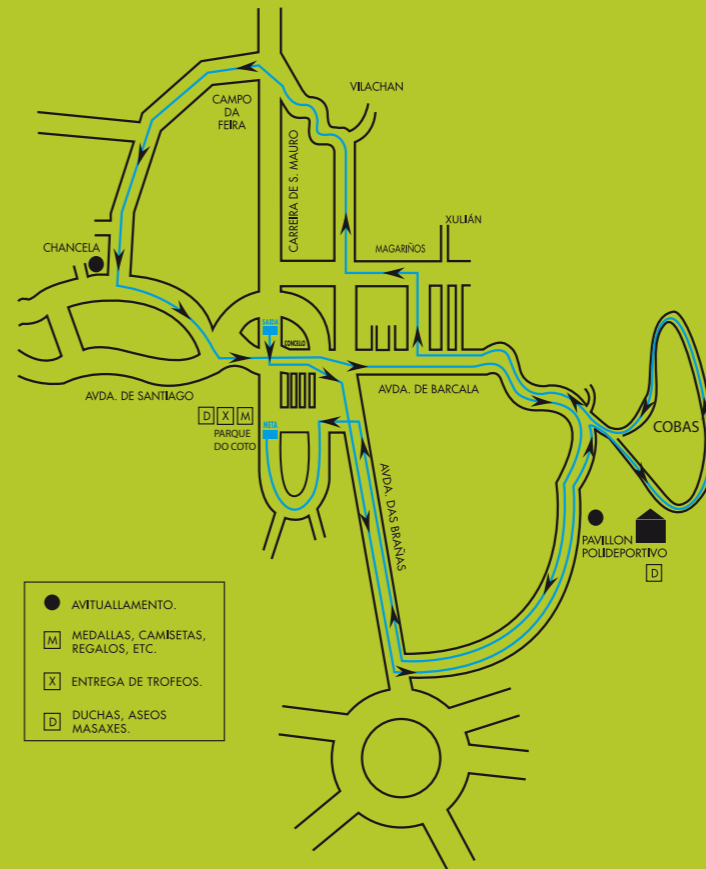 VILACHAN
CAMPO
DA
FEIRA
CARREIRA DE S. MAURO
XULIÁN
CHANCELA
MAGARIÑOS
SAIDA
CONCELLO
AVDA. DE SANTIAGO
AVDA. DE BARCALA
D X M
PARQUE
DO COTO
META
COBAS
AVDA. DAS BRAÑAS
PAVILLON
POLIDEPORTIVO
D
AVITUALLAMENTO.
M MEDALLAS, CAMISETAS,
REGALOS, ETC.
X ENTREGA DE TROFEOS.
D DUCHAS, ASEOS
MASAXES.